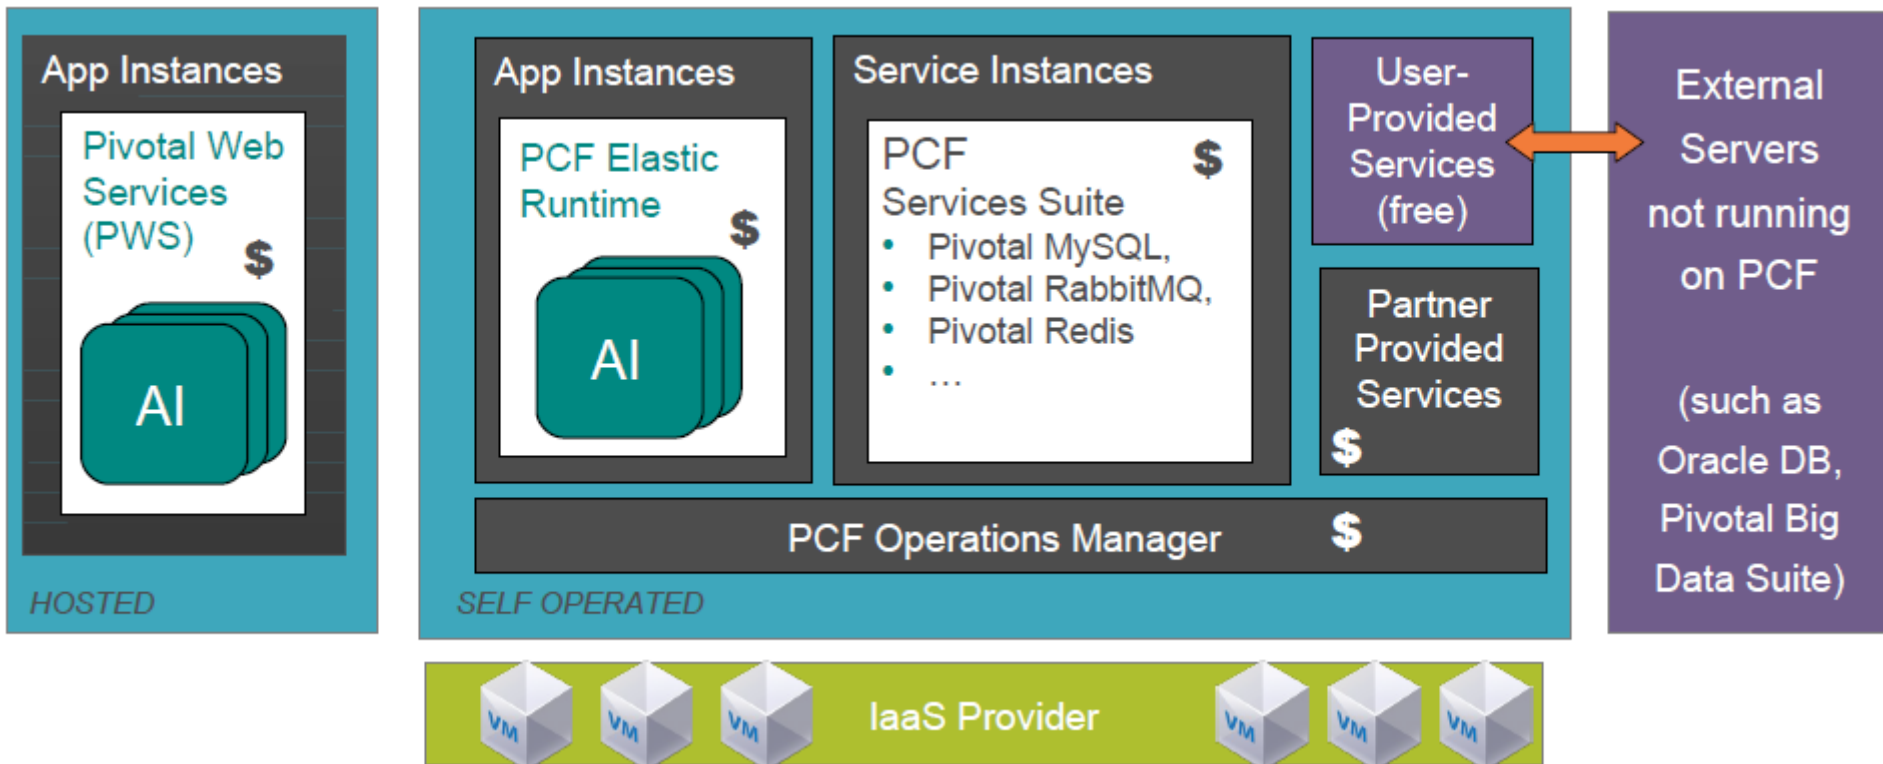 App Instances
Pivotal Web
Services
(PWS)
$
AI
HOSTED
App Instances
PCF Elastic
Runtime
$
AI
Service Instances
PCF
$
Services Suite
• Pivotal MySQL,
• Pivotal RabbitMQ,
• Pivotal Redis
• …
User-
Provided
Services
(free)
Partner
Provided
Services
$
PCF Operations Manager
$
SELF OPERATED
External
Servers
not running
on PCF
(such as
Oracle DB,
Pivotal Big
Data Suite)
VM
VM
VM
IaaS Provider
VM
VM
VM